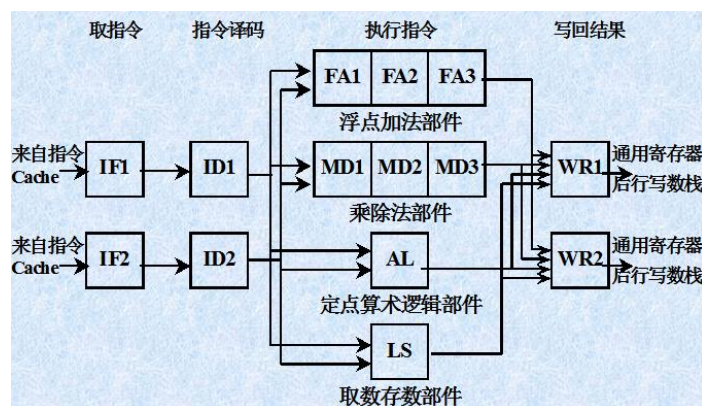 取指令 指令译码 执行指令 写回结果
FA1 FA2 FA3
浮点加法部件
来自指令
Cache
IF1 ID1 MD1 MD2 MD3 WR1
通用寄存器
后行写数栈
乘除法部件
来自指令
Cache
IF2 ID2 AL WR2
通用寄存器
后行写数栈
定点算术逻辑部件
LS
取数存数部件